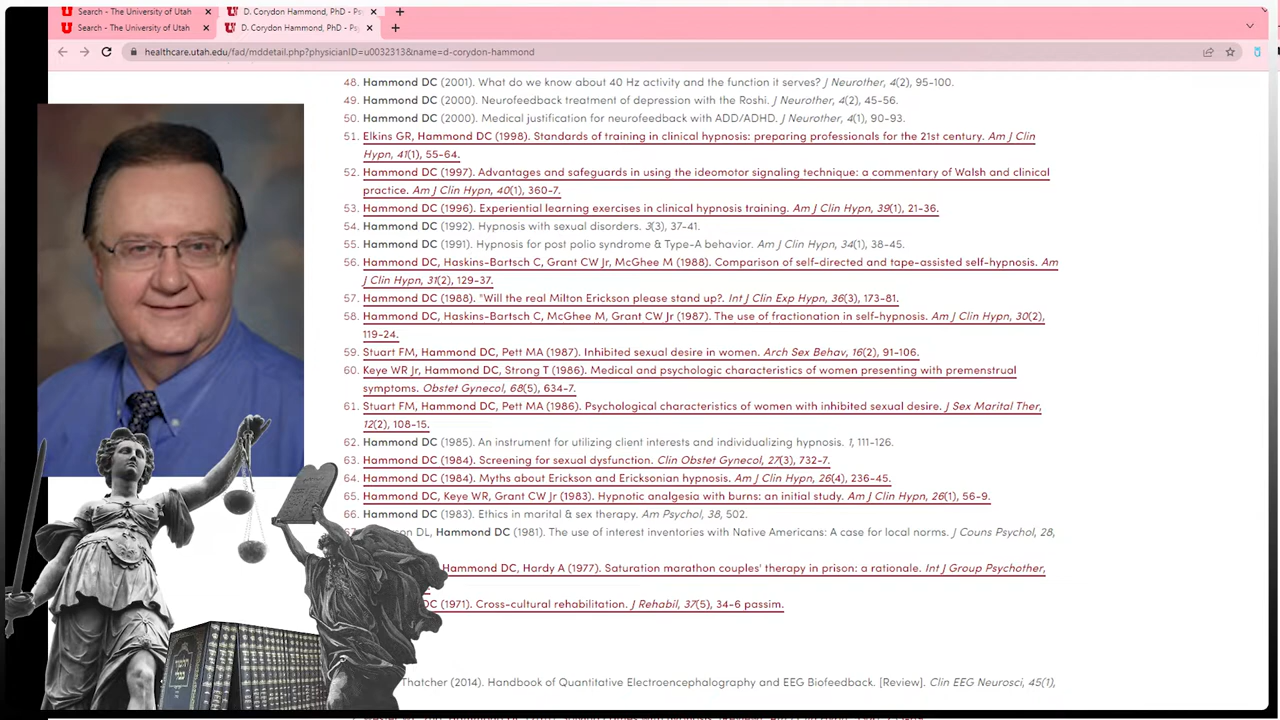 Search - The University of Utah
D. Corydon Hammond, PhD - Ps
Search - The University of Utah
D. Corydon Hammond, PhD - Ps
healthcare.utah.edu/fad/mddetail.php?physicianID=u0032313&name=d-corydon-hammond
48. Hammond DC (2001). What do we know about 40 Hz activity and the function it serves? J Neurother, 4(2), 95-100.
49. Hammond DC (2000). Neurofeedback treatment of depression with the Roshi. J Neurother, 4(2), 45-56.
50. Hammond DC (2000). Medical justification for neurofeedback with ADD/ADHD. J Neurother, 4(1), 90-93.
51. Elkins GR, Hammond DC (1998). Standards of training in clinical hypnosis: preparing professionals for the 21st century. Am J Clin
Hypn, 41(1), 55-64.
52. Hammond DC (1997). Advantages and safeguards in using the ideomotor signaling technique: a commentary of Walsh and clinical
practice. Am J Clin Hypn, 40(1), 360-7.
53. Hammond DC (1996). Experiential learning exercises in clinical hypnosis training. Am J Clin Hypn, 39(1), 21-36.
54. Hammond DC (1992). Hypnosis with sexual disorders. 3(3), 37-41.
55. Hammond DC (1991). Hypnosis for post polio syndrome & Type-A behavior. Am J Clin Hypn, 34(1), 38-45.
56. Hammond DC, Haskins-Bartsch C, Grant CW Jr, McGhee M (1988). Comparison of self-directed and tape-assisted self-hypnosis. Am
J Clin Hypn, 31(2), 129-37.
57. Hammond DC (1988). "Will the real Milton Erickson please stand up?. Int J Clin Exp Hypn, 36(3), 173-81.
58. Hammond DC, Haskins-Bartsch C, McGhee M, Grant CW Jr (1987). The use of fractionation in self-hypnosis. Am J Clin Hypn, 30(2),
119-24.
59. Stuart FM, Hammond DC, Pett MA (1987). Inhibited sexual desire in women. Arch Sex Behav, 16(2), 91-106.
60. Keye WR Jr, Hammond DC, Strong T (1986). Medical and psychologic characteristics of women presenting with premenstrual
symptoms. Obstet Gynecol, 68(5), 634-7.
61. Stuart FM, Hammond DC, Pett MA (1986). Psychological characteristics of women with inhibited sexual desire. J Sex Marital Ther,
12(2), 108-15.
62. Hammond DC (1985). An instrument for utilizing client interests and individualizing hypnosis. 1, 111-126.
63. Hammond DC (1984). Screening for sexual dysfunction. Clin Obstet Gynecol, 27(3), 732-7.
64. Hammond DC (1984). Myths about Erickson and Ericksonian hypnosis. Am J Clin Hypn, 26(4), 236-45.
65. Hammond DC, Keye WR, Grant CW Jr (1983). Hypnotic analgesia with burns: an initial study. Am J Clin Hypn, 26(1), 56-9.
66. Hammond DC (1983). Ethics in marital & sex therapy. Am Psychol, 38, 502.
DL, Hammond DC (1981). The use of interest inventories with Native Americans: A case for local norms. J Couns Psychol, 28,
Hammond DC, Hardy A (1977). Saturation marathon couples' therapy in prison: a rationale. Int J Group Psychother,
DC (1971). Cross-cultural rehabilitation. J Rehabil, 37(5), 34-6 passim.
Thatcher (2014). Handbook of Quantitative Electroencephalography and EEG Biofeedback. [Review]. Clin EEG Neurosci, 45(1),